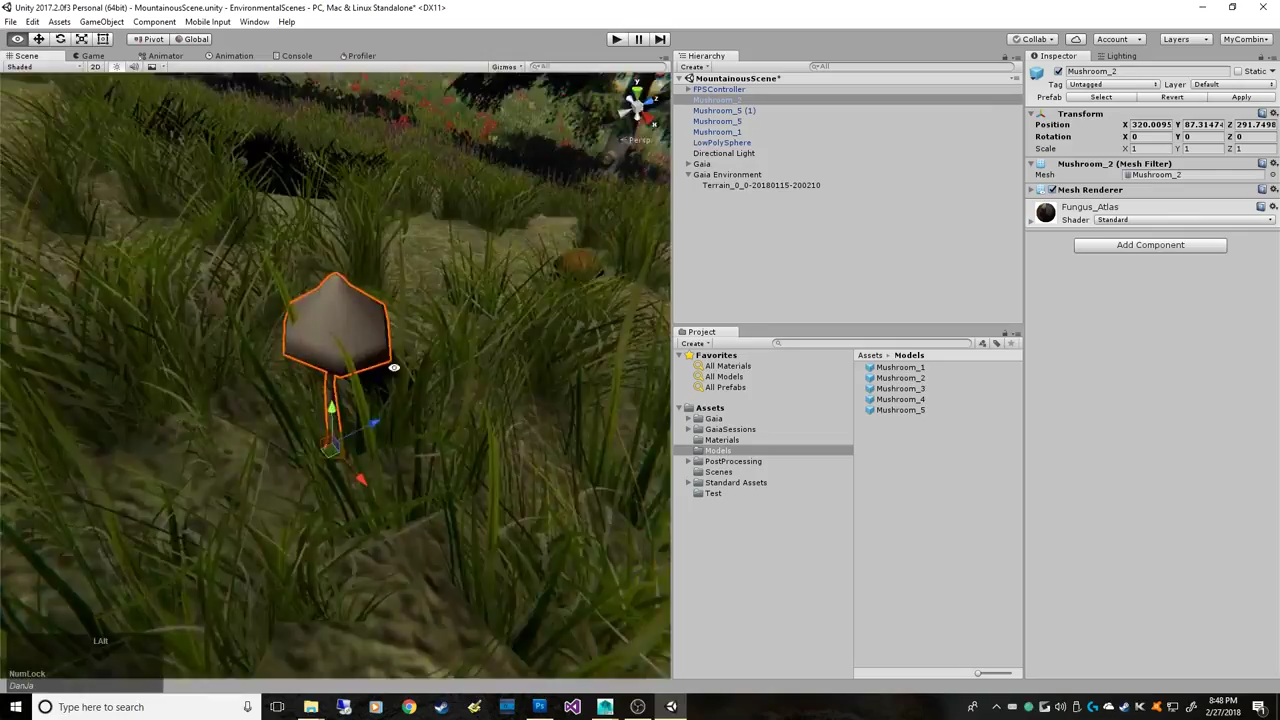 Unity 2017.2.0f3 Personal (64bit) - MountainousScene.unity - EnvironmentalScenes - PC, Mac & Linux Standalone* <DX11>
File Edit Assets GameObject Component Mobile Input Window Help
Pivot Global Collab Account Layers MyCombin
Scene Game Animator Animation Console Profiler
Shaded 2D Gizmos All
y
z
x
Persp
LAlt
NumLock
DanJa
Hierarchy
Create All
MountainousScene*
FPSController
Mushroom_2
Mushroom_5 (1)
Mushroom_5
Mushroom_1
LowPolySphere
Directional Light
Gaia
Gaia Environment
Terrain_0_0-20180115-200210
Project
Create
Favorites
All Materials
All Models
All Prefabs
Assets
Gaia
GaiaSessions
Materials
Models
PostProcessing
Scenes
Standard Assets
Test
Assets Models
Mushroom_1
Mushroom_2
Mushroom_3
Mushroom_4
Mushroom_5
Inspector Lighting
Mushroom_2 Static
Tag Untagged Layer Default
Prefab Select Revert Apply
Transform
Position X 320.0095 Y 87.31474 Z 291.7498
Rotation X 0 Y 0 Z 0
Scale X 1 Y 1 Z 1
Mushroom_2 (Mesh Filter)
Mesh Mushroom_2
Mesh Renderer
Fungus_Atlas
Shader Standard
Add Component
Type here to search
8:48 PM
2/27/2018